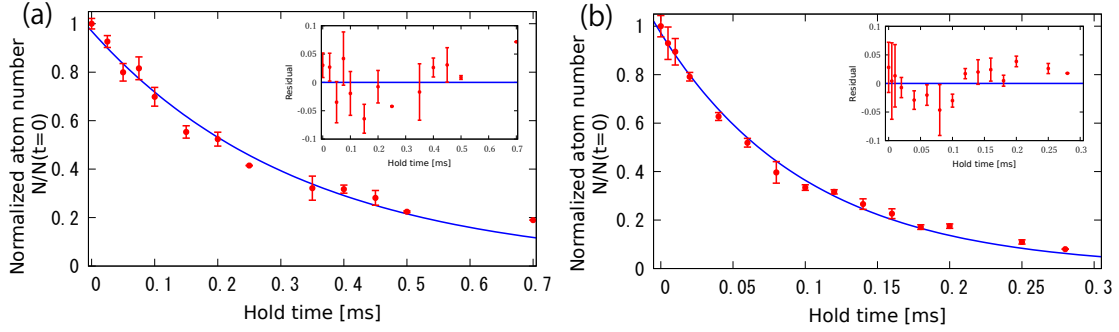 (a)
Normalized atom number
N/N(t=0)
1
0.8
0.6
0.4
0.2
0
0 0.1 0.2 0.3 0.4 0.5 0.6 0.7
Hold time [ms]
Residual
0.1
0.05
0
-0.05
-0.1
0 0.1 0.2 0.3 0.4 0.5 0.6 0.7
Hold time [ms]
(b)
Normalized atom number
N/N(t=0)
1
0.8
0.6
0.4
0.2
0
0 0.05 0.1 0.15 0.2 0.25 0.3
Hold time [ms]
Residual
0.1
0.05
0
-0.05
-0.1
0 0.05 0.1 0.15 0.2 0.25 0.3
Hold time [ms]